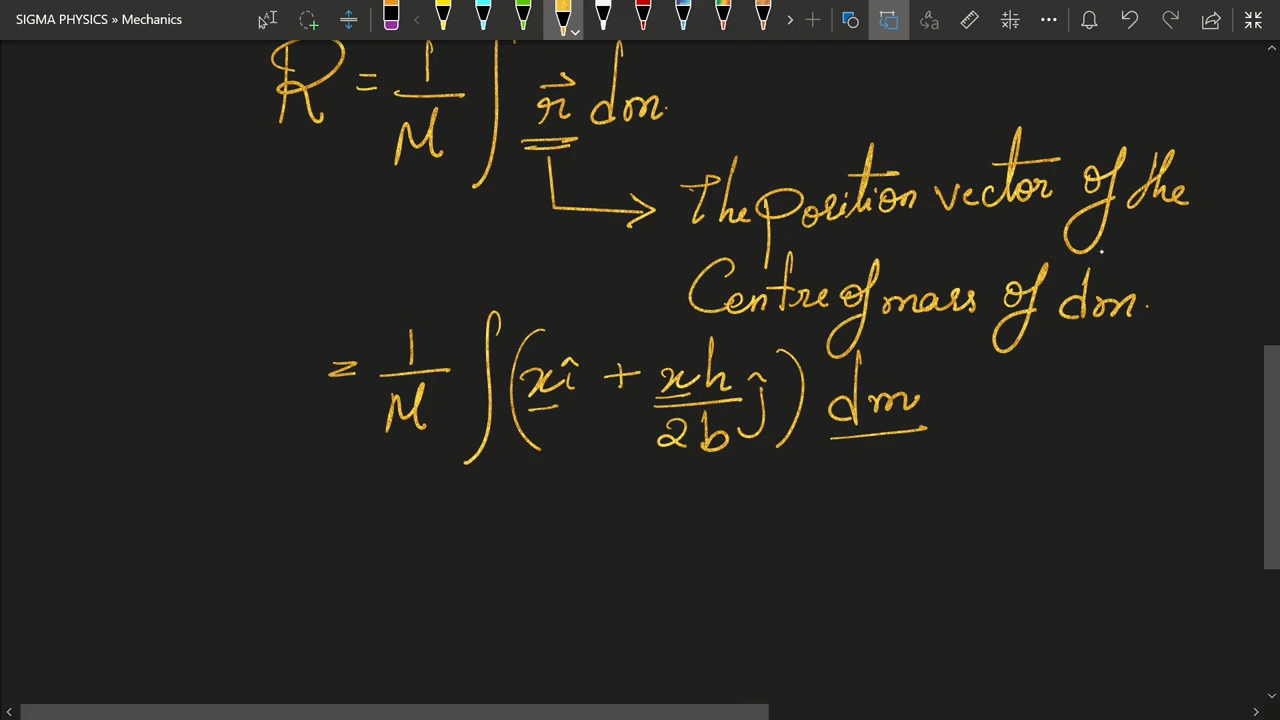 SIGMA PHYSICS » Mechanics
R = 1/M ∫ r⃗ dm.
The position vector of the
Centre of mass of dm.
= 1/M ∫ (xî + xh/2b ĵ) dm